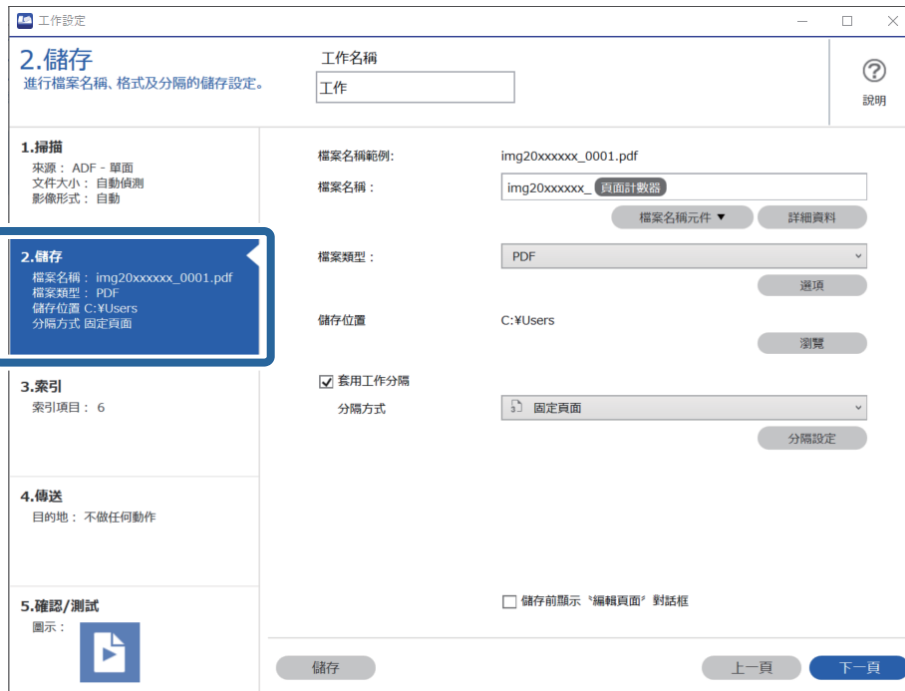 工作設定
2.儲存
進行檔案名稱、格式及分隔的儲存設定。
工作名稱
工作
說明
1.掃描
來源： ADF - 單面
文件大小： 自動偵測
影像形式： 自動
2.儲存
檔案名稱： img20xxxxxx_0001.pdf
檔案類型： PDF
儲存位置 C:¥Users
分隔方式 固定頁面
3.索引
索引項目： 6
4.傳送
目的地： 不做任何動作
5.確認/測試
圖示：
檔案名稱範例: img20xxxxxx_0001.pdf
檔案名稱： img20xxxxxx_ 頁面計數器
檔案名稱元件 ▼ 詳細資料
檔案類型： PDF
選項
儲存位置 C:¥Users
瀏覽
套用工作分隔
分隔方式 固定頁面
分隔設定
儲存前顯示〝編輯頁面〞對話框
儲存 上一頁 下一頁